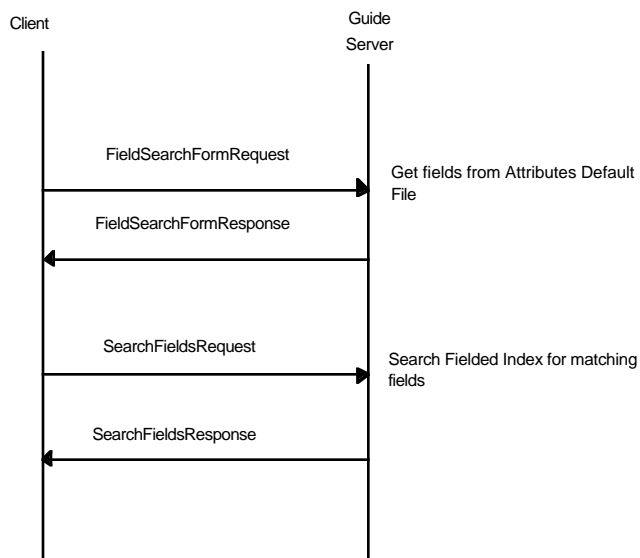 Client
Guide
Server
FieldSearchFormRequest
Get fields from Attributes Default
File
FieldSearchFormResponse
SearchFieldsRequest
Search Fielded Index for matching
fields
SearchFieldsResponse